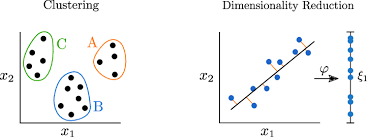 Clustering
C
A
B
x₂
x₁
Dimensionality Reduction
x₂
x₁
φ
ξ₁